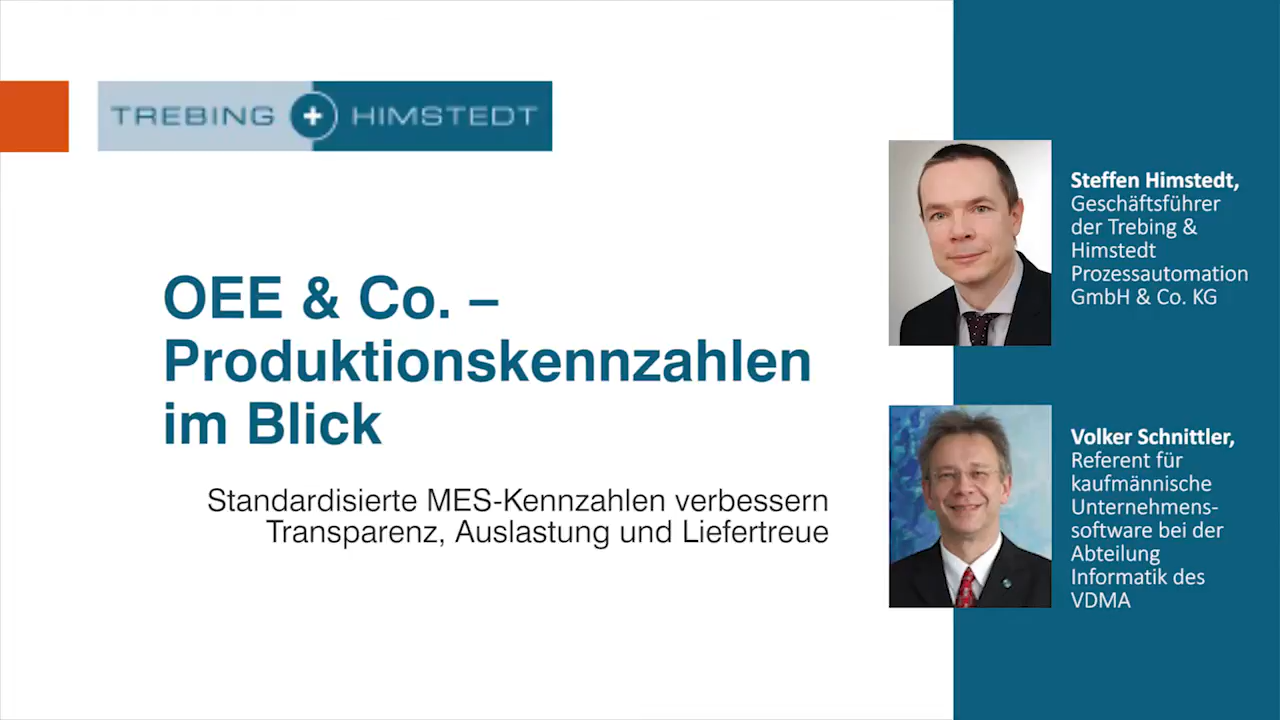 TREBING + HIMSTEDT
OEE & Co. –
Produktionskennzahlen
im Blick
Standardisierte MES-Kennzahlen verbessern
Transparenz, Auslastung und Liefertreue
Steffen Himstedt,
Geschäftsführer
der Trebing &
Himstedt
Prozessautomation
GmbH & Co. KG
Volker Schnittler,
Referent für
kaufmännische
Unternehmens-
software bei der
Abteilung
Informatik des
VDMA